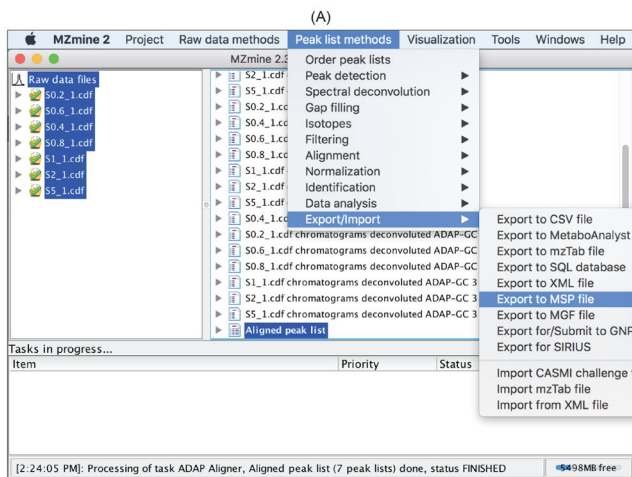 (A)
MZmine 2 Project Raw data methods Peak list methods Visualization Tools Windows Help
MZmine 2.3
Order peak lists
Peak detection
Spectral deconvolution
Gap filling
Isotopes
Filtering
Alignment
Normalization
Identification
Data analysis
Export/Import
Raw data files
S0.2_1.cdf
S0.6_1.cdf
S0.4_1.cdf
S0.8_1.cdf
S1_1.cdf
S2_1.cdf
S5_1.cdf
S2_1.cdf
S5_1.cdf
S0.2_1.cd
S0.4_1.cd
S0.6_1.cd
S0.8_1.cd
S1_1.cdf
S2_1.cdf
S5_1.cdf
S0.4_1.cd
S0.2_1.cdf chromatograms deconvoluted ADAP-GC
S0.6_1.cdf chromatograms deconvoluted ADAP-GC
S0.8_1.cdf chromatograms deconvoluted ADAP-GC
S1_1.cdf chromatograms deconvoluted ADAP-GC 3
S2_1.cdf chromatograms deconvoluted ADAP-GC 3
S5_1.cdf chromatograms deconvoluted ADAP-GC 3
Aligned peak list
Export to CSV file
Export to MetaboAnalyst
Export to mzTab file
Export to SQL database
Export to XML file
Export to MSP file
Export to MGF file
Export for/Submit to GNP
Export for SIRIUS
Import CASMI challenge
Import mzTab file
Import from XML file
Tasks in progress...
Item Priority Status
[2:24:05 PM]: Processing of task ADAP Aligner, Aligned peak list (7 peak lists) done, status FINISHED 5498MB free